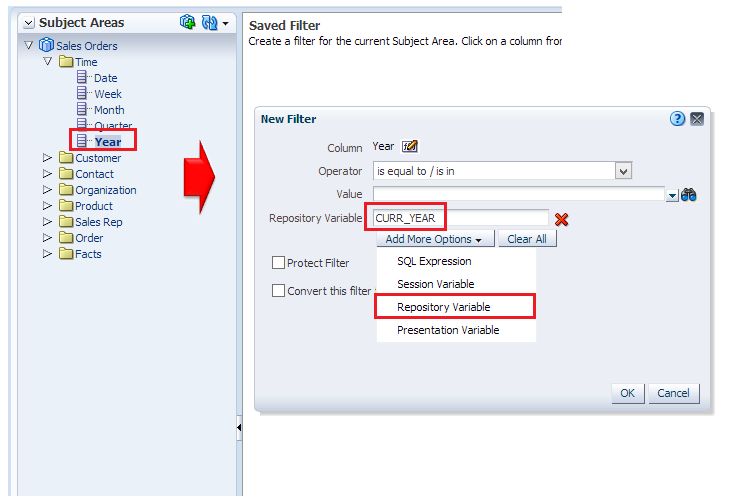 Subject Areas
Sales Orders
Time
Date
Week
Month
Quarter
Year
Customer
Contact
Organization
Product
Sales Rep
Order
Facts
Saved Filter
Create a filter for the current Subject Area. Click on a column from
New Filter
Column Year
Operator is equal to / is in
Value
Repository Variable CURR_YEAR
Add More Options Clear All
Protect Filter
SQL Expression
Session Variable
Convert this filter
Repository Variable
Presentation Variable
OK Cancel